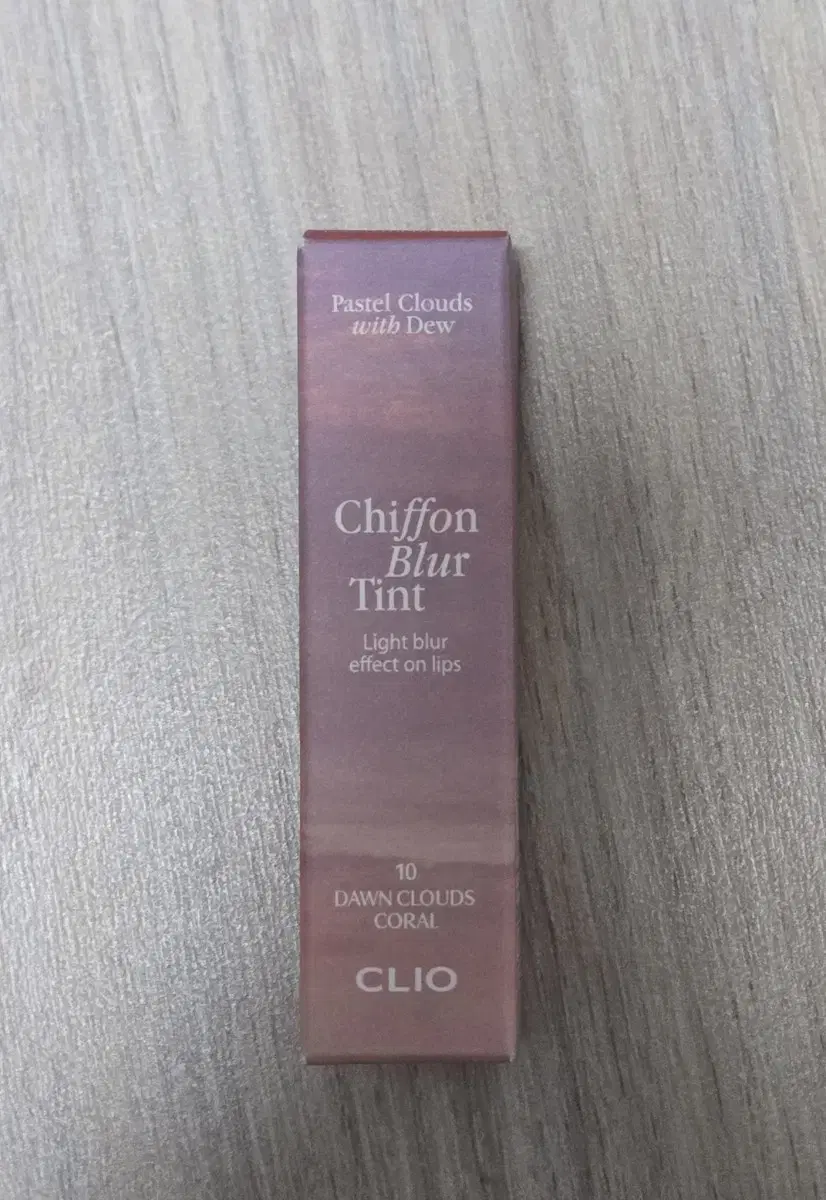 Pastel Clouds
with Dew
Chiffon
Blur
Tint
Light blur
effect on lips
10
DAWN CLOUDS
CORAL
CLIO